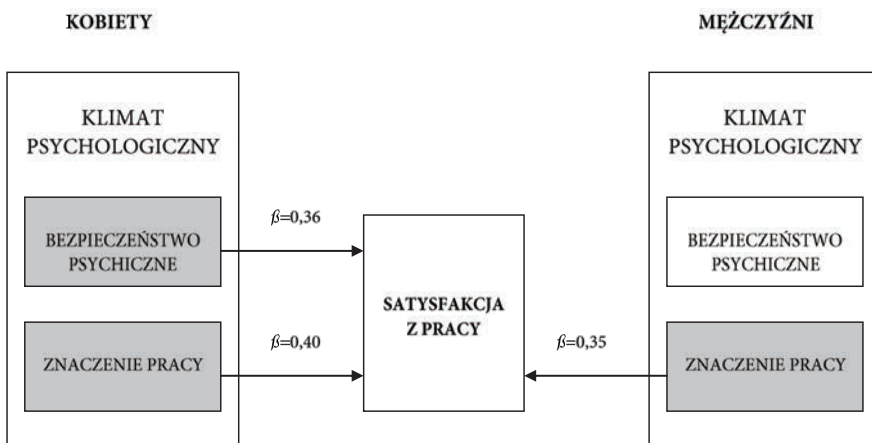 KOBIETY
MĘŻCZYŹNI
KLIMAT
PSYCHOLOGICZNY
BEZPIECZEŃSTWO
PSYCHICZNE
ZNACZENIE PRACY
ß=0,36
ß=0,40
SATYSFAKCJA
Z PRACY
ß=0,35
KLIMAT
PSYCHOLOGICZNY
BEZPIECZEŃSTWO
PSYCHICZNE
ZNACZENIE PRACY